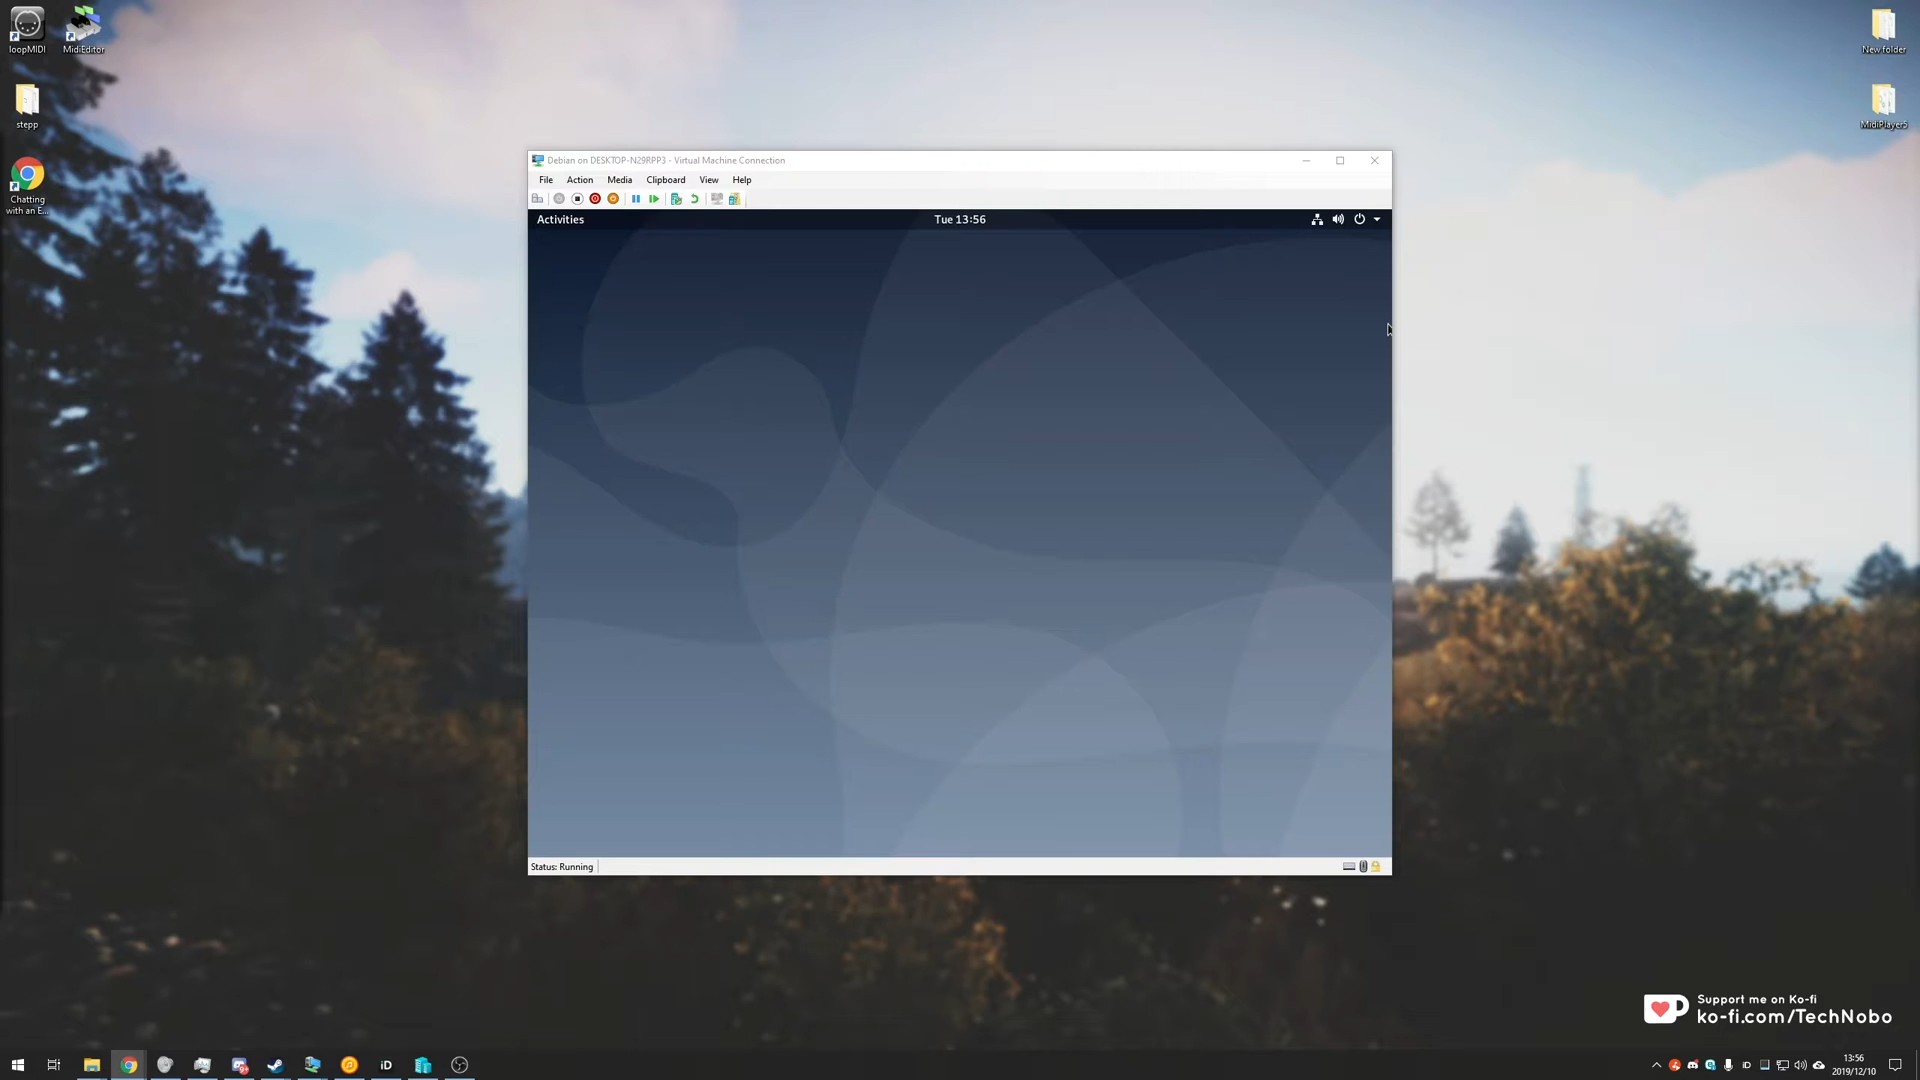 loopMIDI
MidiEditor
stepp
Chatting
with an E...
New folder
MidiPlayer5
Debian on DESKTOP-N29RPP3 - Virtual Machine Connection
File Action Media Clipboard View Help
Activities
Tue 13:56
Status: Running
Support me on Ko-fi
ko-fi.com/TechNobo
iD
13:56
2019/12/10